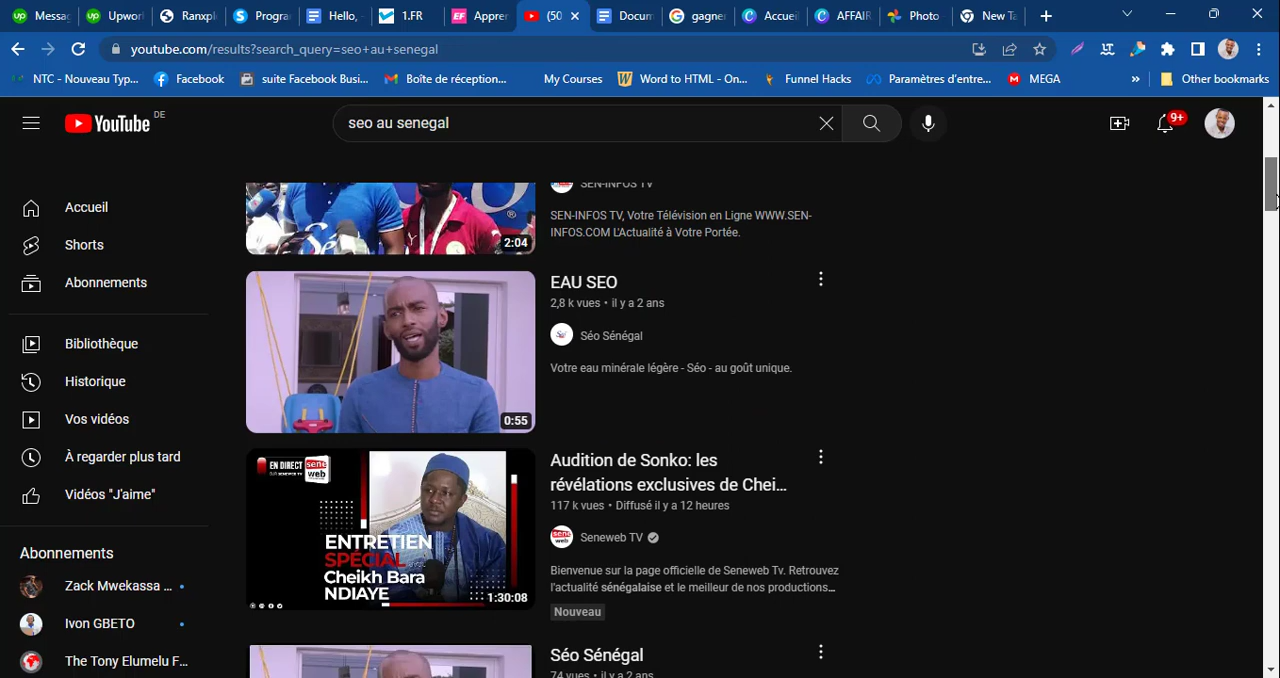 Messa
Upworl
Ranxpl
Progra
Hello,
1.FR
Apprer
(50
Docum
gagner
Accuei
AFFAIR
Photo
New Ta
youtube.com/results?search_query=seo+au+senegal
NTC - Nouveau Typ...
Facebook
suite Facebook Busi...
Boîte de réception...
My Courses
Word to HTML - On...
Funnel Hacks
Paramètres d'entre...
MEGA
Other bookmarks
YouTube DE
seo au senegal
9+
Accueil
Shorts
Abonnements
Bibliothèque
Historique
Vos vidéos
À regarder plus tard
Vidéos "J'aime"
Abonnements
Zack Mwekassa ...
Ivon GBETO
The Tony Elumelu F...
2:04
SEN-INFOS TV
SEN-INFOS TV, Votre Télévision en Ligne WWW.SEN-
INFOS.COM L'Actualité à Votre Portée.
0:55
EAU SEO
2,8 k vues • il y a 2 ans
Séo Sénégal
Votre eau minérale légère - Séo - au goût unique.
EN DIRECT
sene
web
ENTRETIEN
SPÉCIAL
Cheikh Bara
NDIAYE
1:30:08
Audition de Sonko: les
révélations exclusives de Chei...
117 k vues • Diffusé il y a 12 heures
Seneweb TV
Bienvenue sur la page officielle de Seneweb Tv. Retrouvez
l'actualité sénégalaise et le meilleur de nos productions...
Nouveau
Séo Sénégal
74 vues • il y a 2 ans